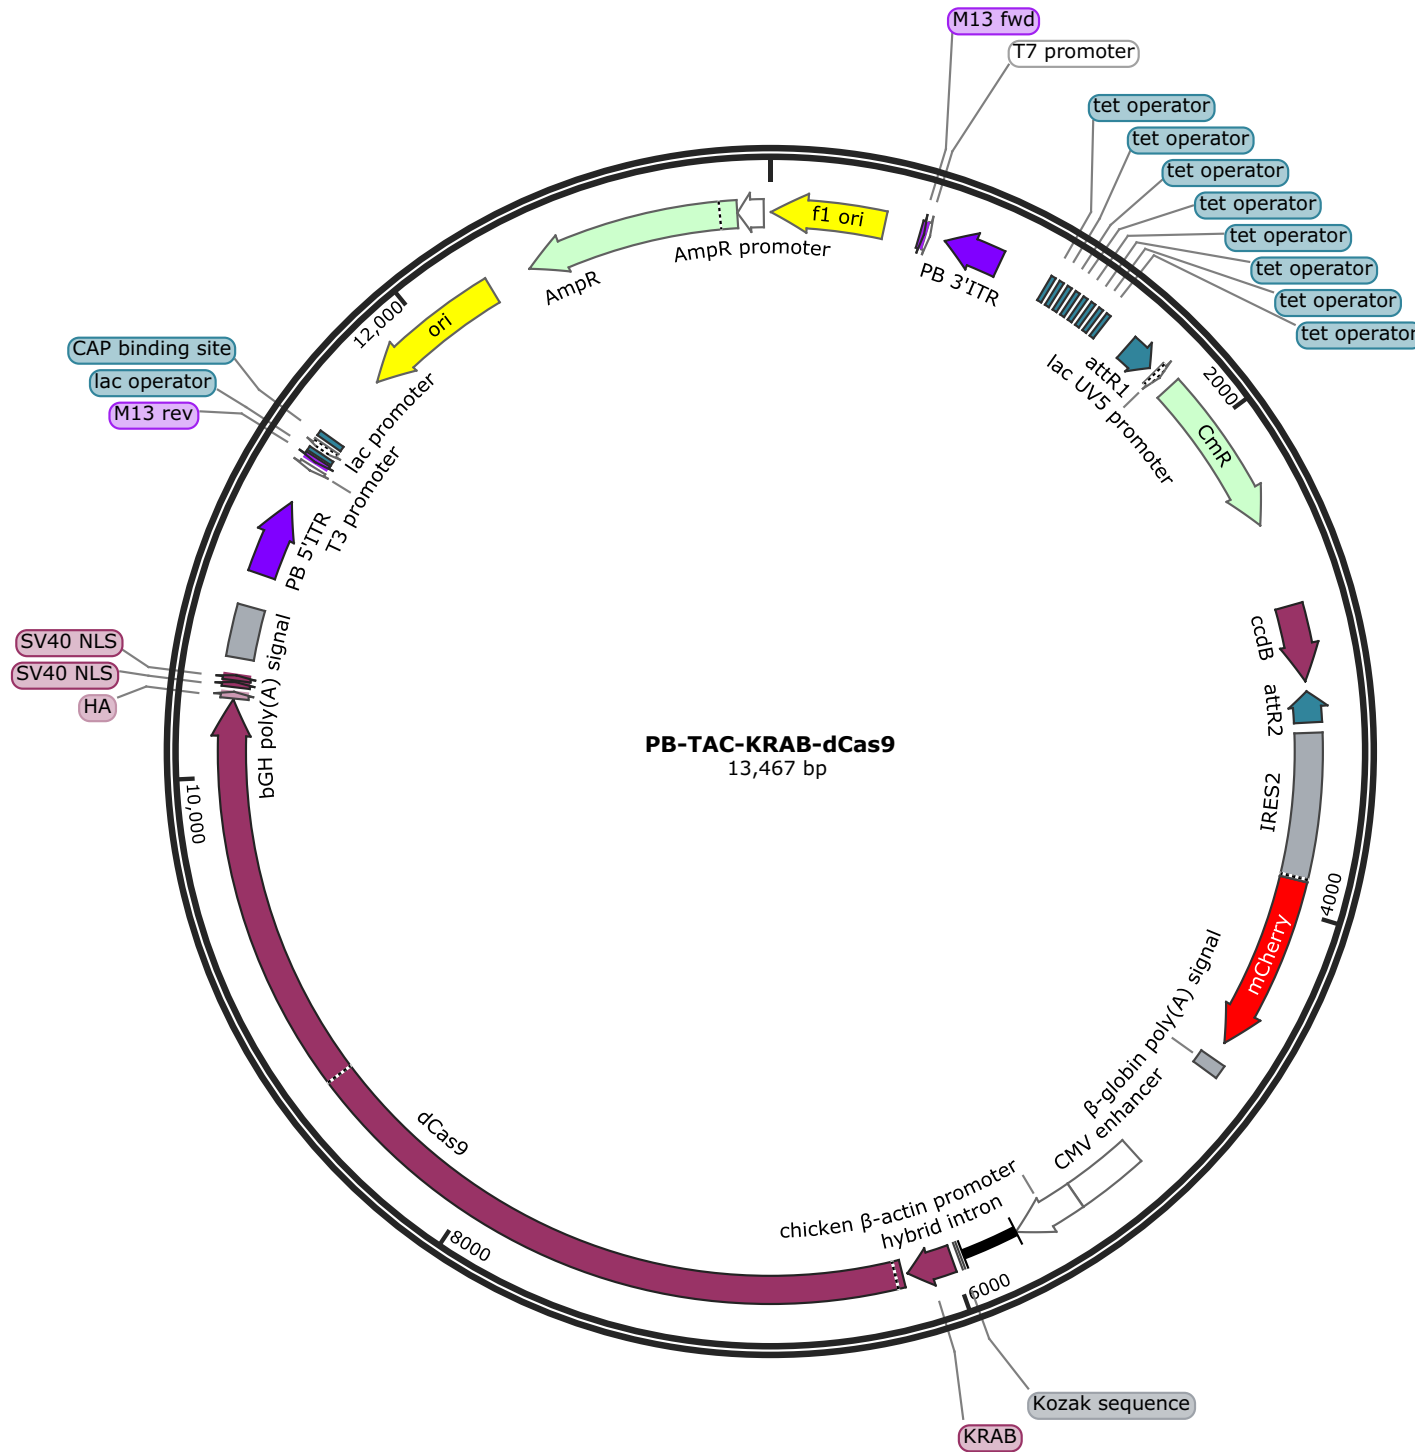 M13 fwd
T7 promoter
tet operator
tet operator
tet operator
tet operator
tet operator
tet operator
tet operator
tet operator
f1 ori
AmpR promoter
AmpR
PB 3'ITR
ori
12,000
2000
attR1
lac UV5 promoter
CmR
CAP binding site
lac operator
M13 rev
lac promoter
T3 promoter
PB 5'ITR
bGH poly(A) signal
SV40 NLS
SV40 NLS
HA
ccdB
attR2
IRES2
PB-TAC-KRAB-dCas9
13,467 bp
10,000
4000
mCherry
β-globin poly(A) signal
CMV enhancer
chicken β-actin promoter
hybrid intron
dCas9
8000
6000
Kozak sequence
KRAB